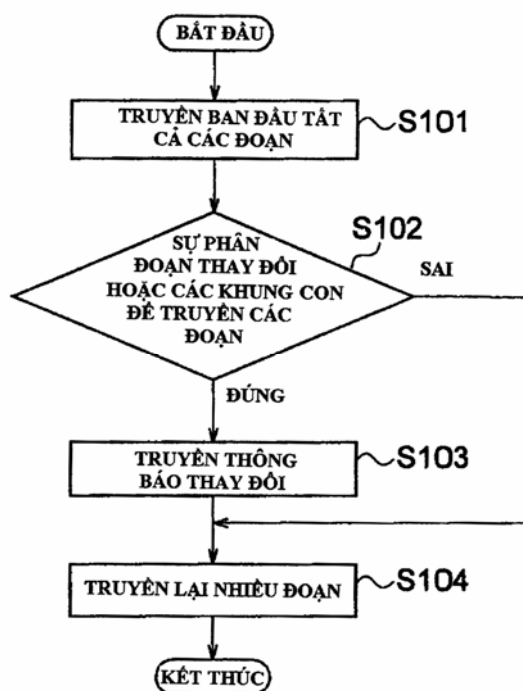 BẮT ĐẦU
TRUYỀN BAN ĐẦU TẤT
CẢ CÁC ĐOẠN
S101
S102
SỰ PHÂN
ĐOẠN THAY ĐỔI
HOẶC CÁC KHUNG CON
ĐỂ TRUYỀN CÁC
ĐOẠN
SAI
ĐÚNG
TRUYỀN THÔNG
BÁO THAY ĐỔI
S103
TRUYỀN LẠI NHIỀU ĐOẠN
S104
KẾT THÚC